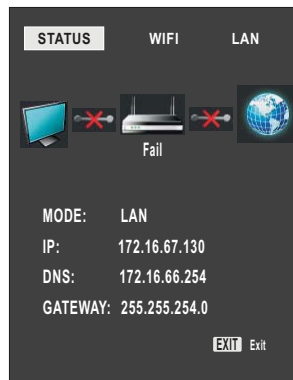 STATUS WIFI LAN
Fail
MODE: LAN
IP: 172.16.67.130
DNS: 172.16.66.254
GATEWAY: 255.255.254.0
EXIT Exit